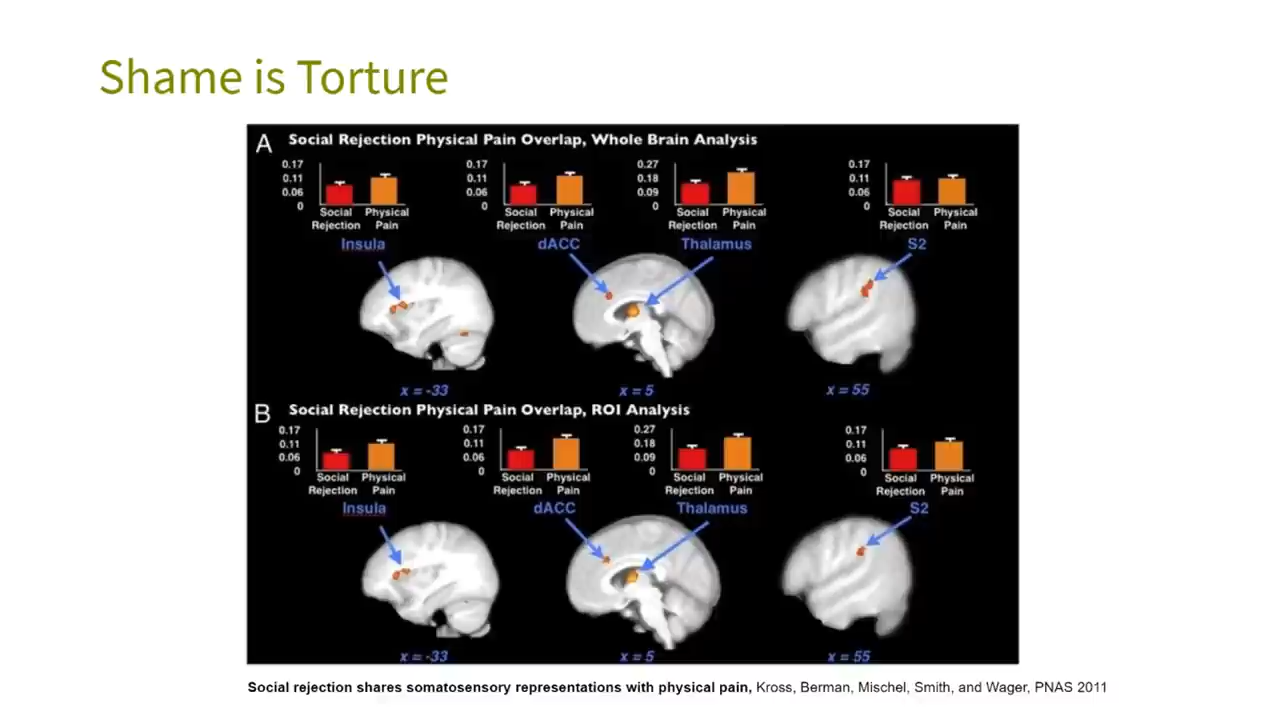 Shame is Torture
A Social Rejection Physical Pain Overlap, Whole Brain Analysis
0.17 0.17 0.27 0.17
0.11 0.11 0.18 0.11
0.06 0.06 0.09 0.06
0 0 0 0
Social Physical Social Physical Social Physical Social Physical
Rejection Pain Rejection Pain Rejection Pain Rejection Pain
Insula dACC Thalamus S2
x = -33 x = 5 x = 55
B Social Rejection Physical Pain Overlap, ROI Analysis
0.17 0.17 0.27 0.17
0.11 0.11 0.18 0.11
0.06 0.06 0.09 0.06
0 0 0 0
Social Physical Social Physical Social Physical Social Physical
Rejection Pain Rejection Pain Rejection Pain Rejection Pain
Insula dACC Thalamus S2
x = -33 x = 5 x = 55
Social rejection shares somatosensory representations with physical pain, Kross, Berman, Mischel, Smith, and Wager, PNAS 2011